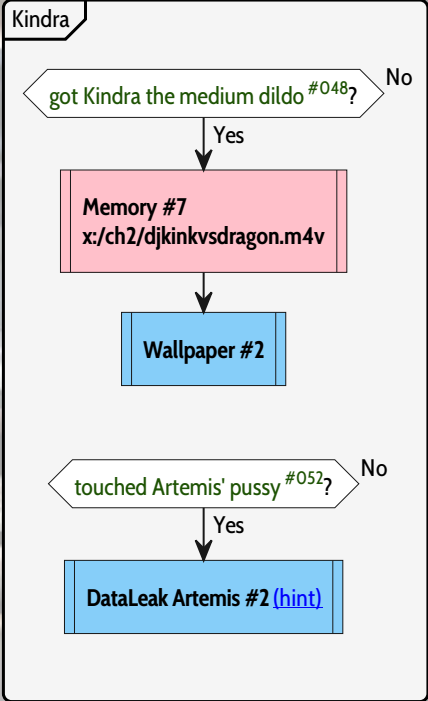 Kindra
got Kindra the medium dildo #048?
No
Yes
Memory #7
x:/ch2/djkinkvsdragon.m4v
Wallpaper #2
touched Artemis' pussy #052?
No
Yes
DataLeak Artemis #2 (hint)